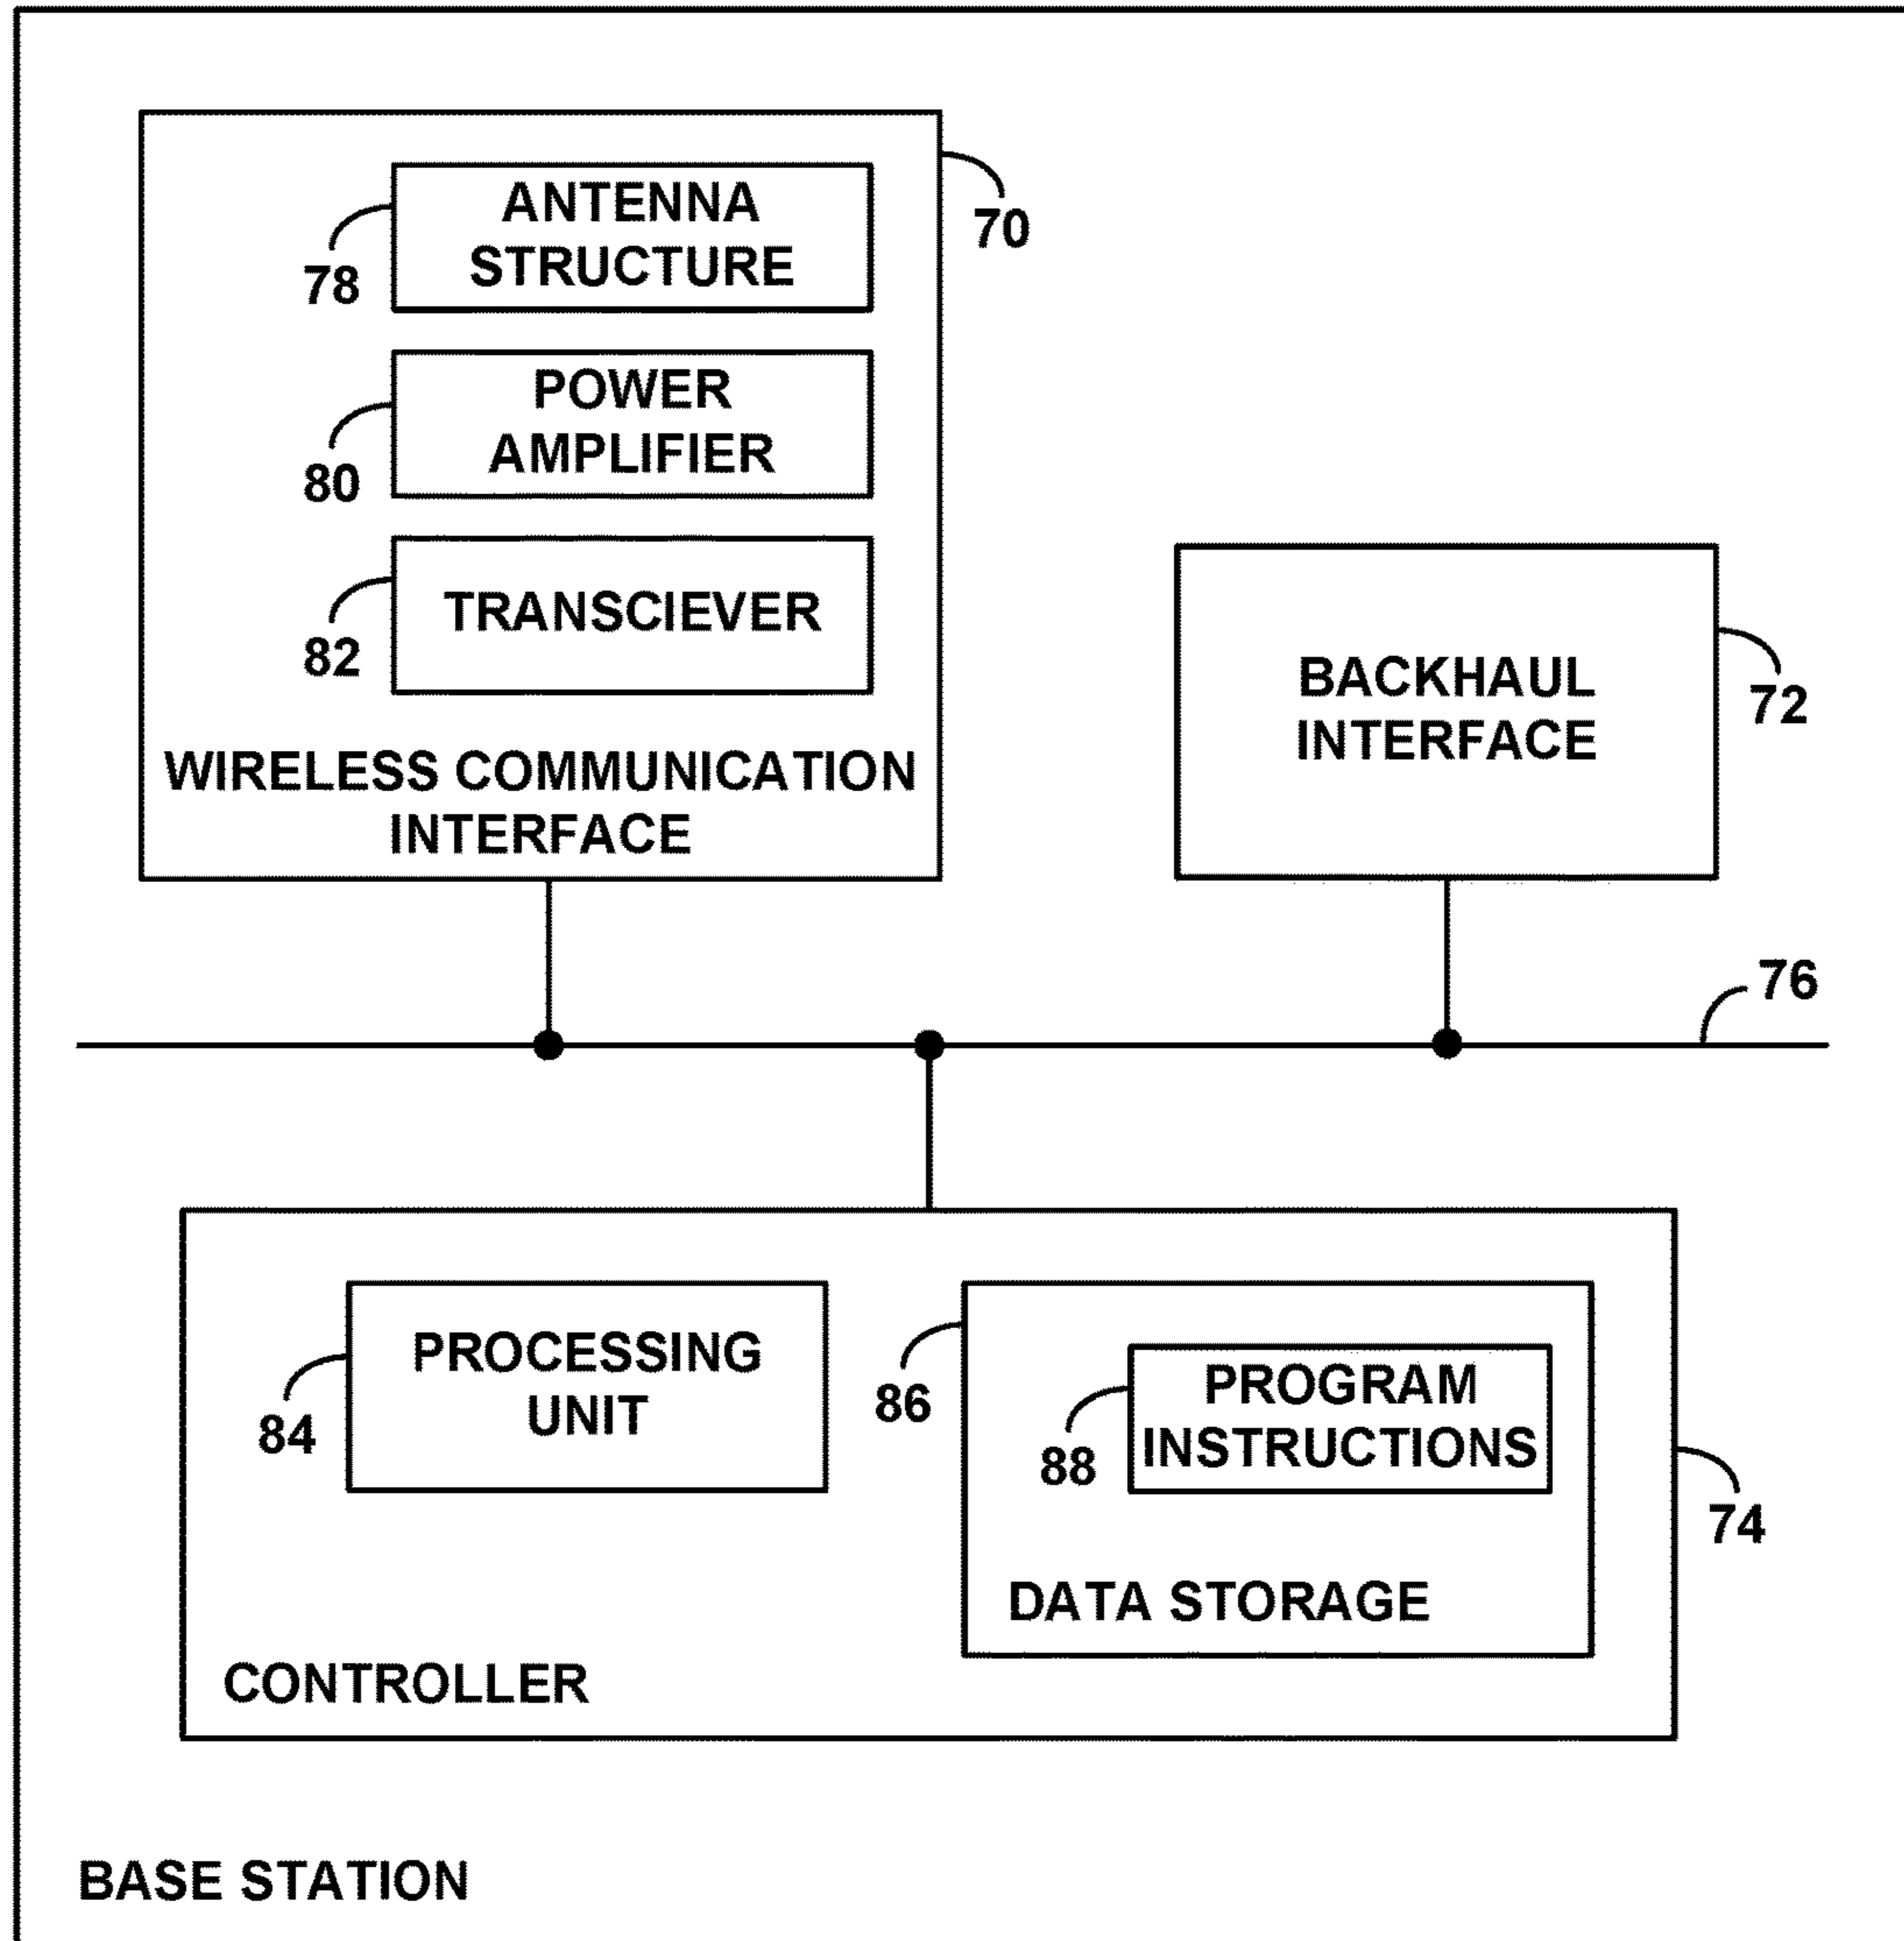 ANTENNA
STRUCTURE
78
70
POWER
AMPLIFIER
80
TRANSCIEVER
82
WIRELESS COMMUNICATION
INTERFACE
BACKHAUL
INTERFACE
72
76
PROCESSING
UNIT
84
86
PROGRAM
INSTRUCTIONS
88
74
DATA STORAGE
CONTROLLER
BASE STATION